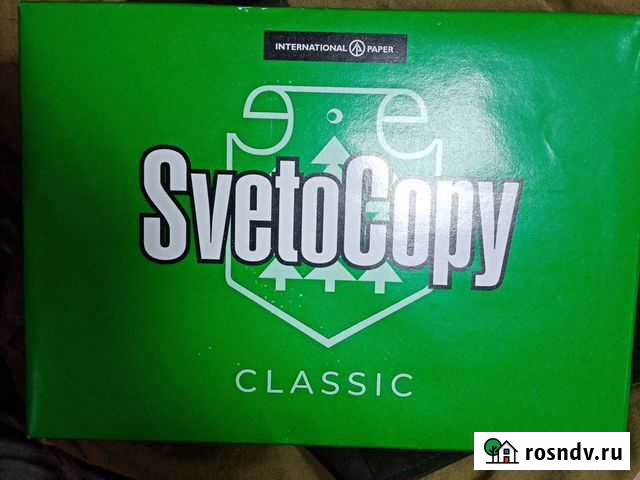 INTERNATIONAL PAPER
SvetoCopy
CLASSIC
rosndv.ru